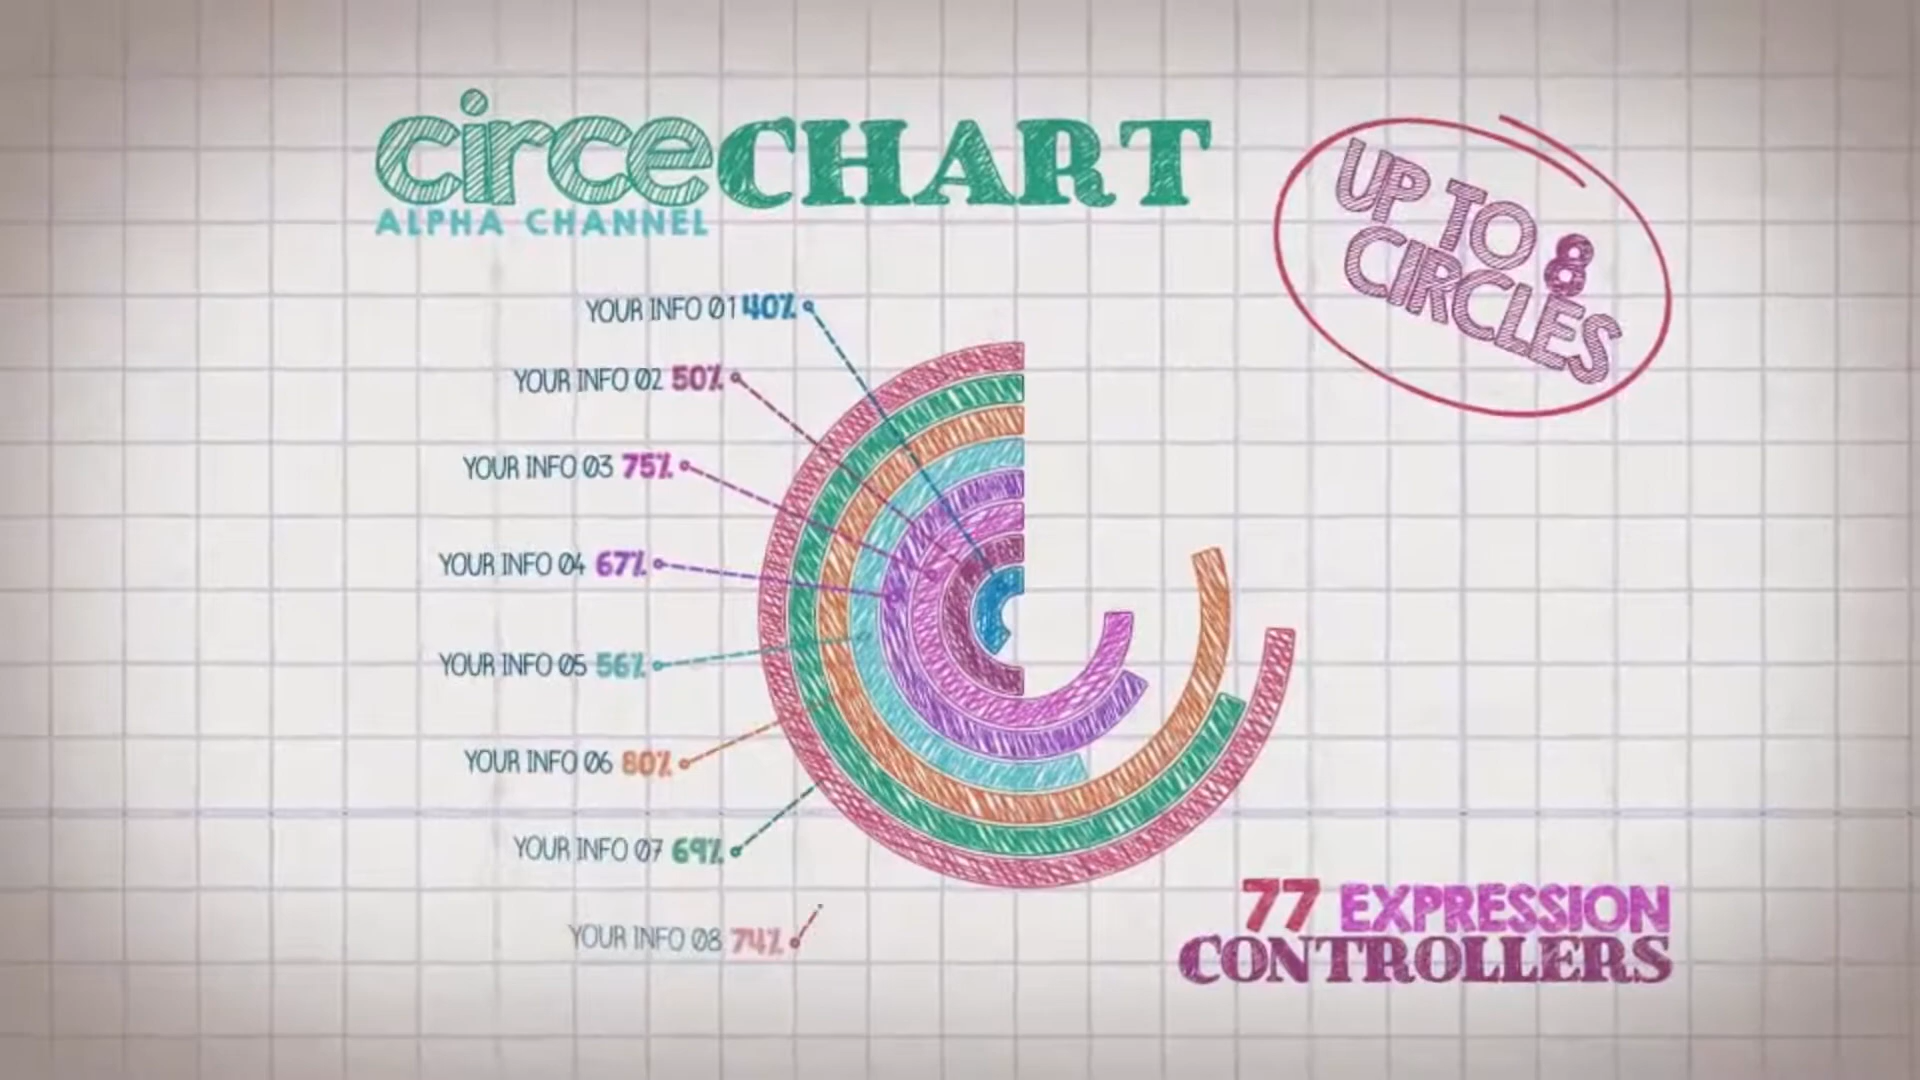 circeCHART
ALPHA CHANNEL
UP TO 8
CIRCLES
YOUR INFO 01 40%
YOUR INFO 02 50%
YOUR INFO 03 75%
YOUR INFO 04 67%
YOUR INFO 05 56%
YOUR INFO 06 80%
YOUR INFO 07 69%
YOUR INFO 08 74%
77 EXPRESSION
CONTROLLERS